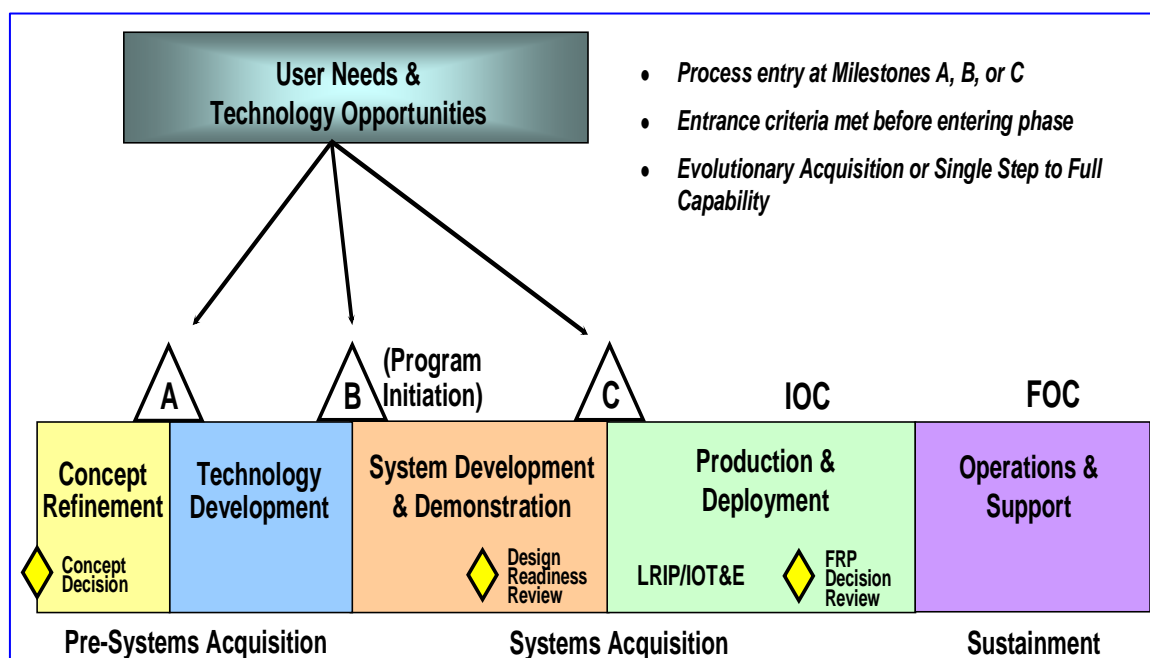 User Needs &
Technology Opportunities
• Process entry at Milestones A, B, or C
• Entrance criteria met before entering phase
• Evolutionary Acquisition or Single Step to Full
Capability
A
B
(Program
Initiation)
C
IOC
FOC
Concept
Refinement
Technology
Development
System Development
& Demonstration
Production &
Deployment
Operations &
Support
Concept
Decision
Design
Readiness
Review
LRIP/IOT&E
FRP
Decision
Review
Pre-Systems Acquisition
Systems Acquisition
Sustainment